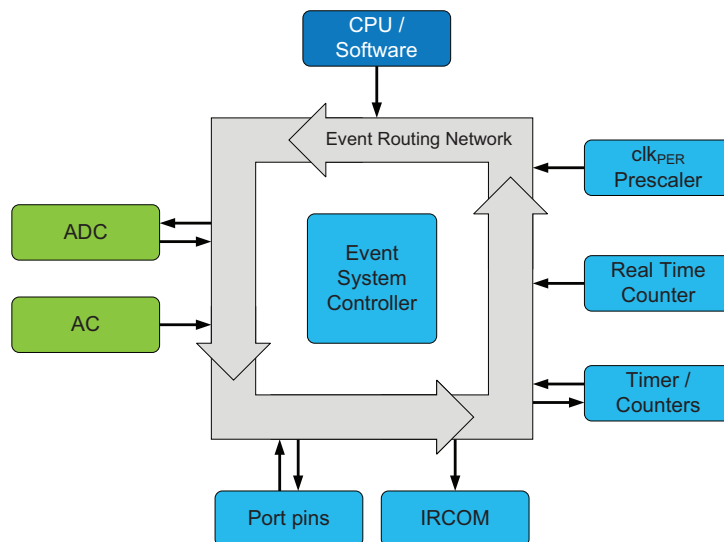 CPU /
Software
Event Routing Network
clkPER
Prescaler
ADC
Event
System
Controller
Real Time
Counter
AC
Timer /
Counters
Port pins
IRCOM